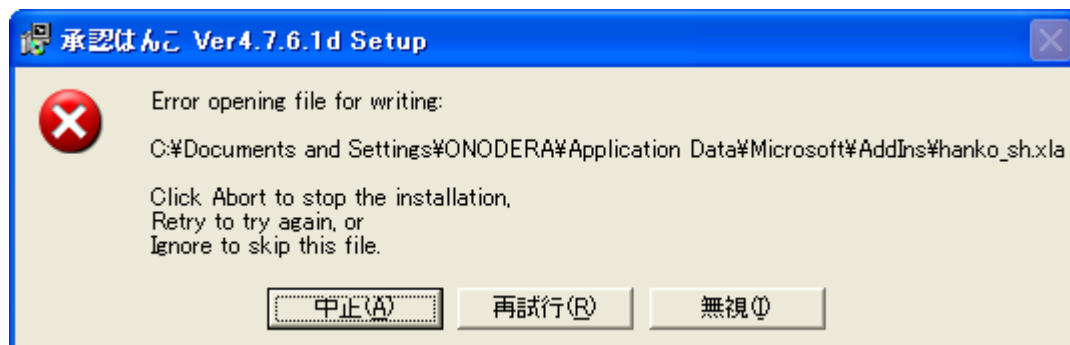 承認はんこ Ver4.7.6.1d Setup
Error opening file for writing:
C:¥Documents and Settings¥ONODERA¥Application Data¥Microsoft¥AddIns¥hanko_sh.xla
Click Abort to stop the installation,
Retry to try again, or
Ignore to skip this file.
中止(A) 再試行(R) 無視(I)